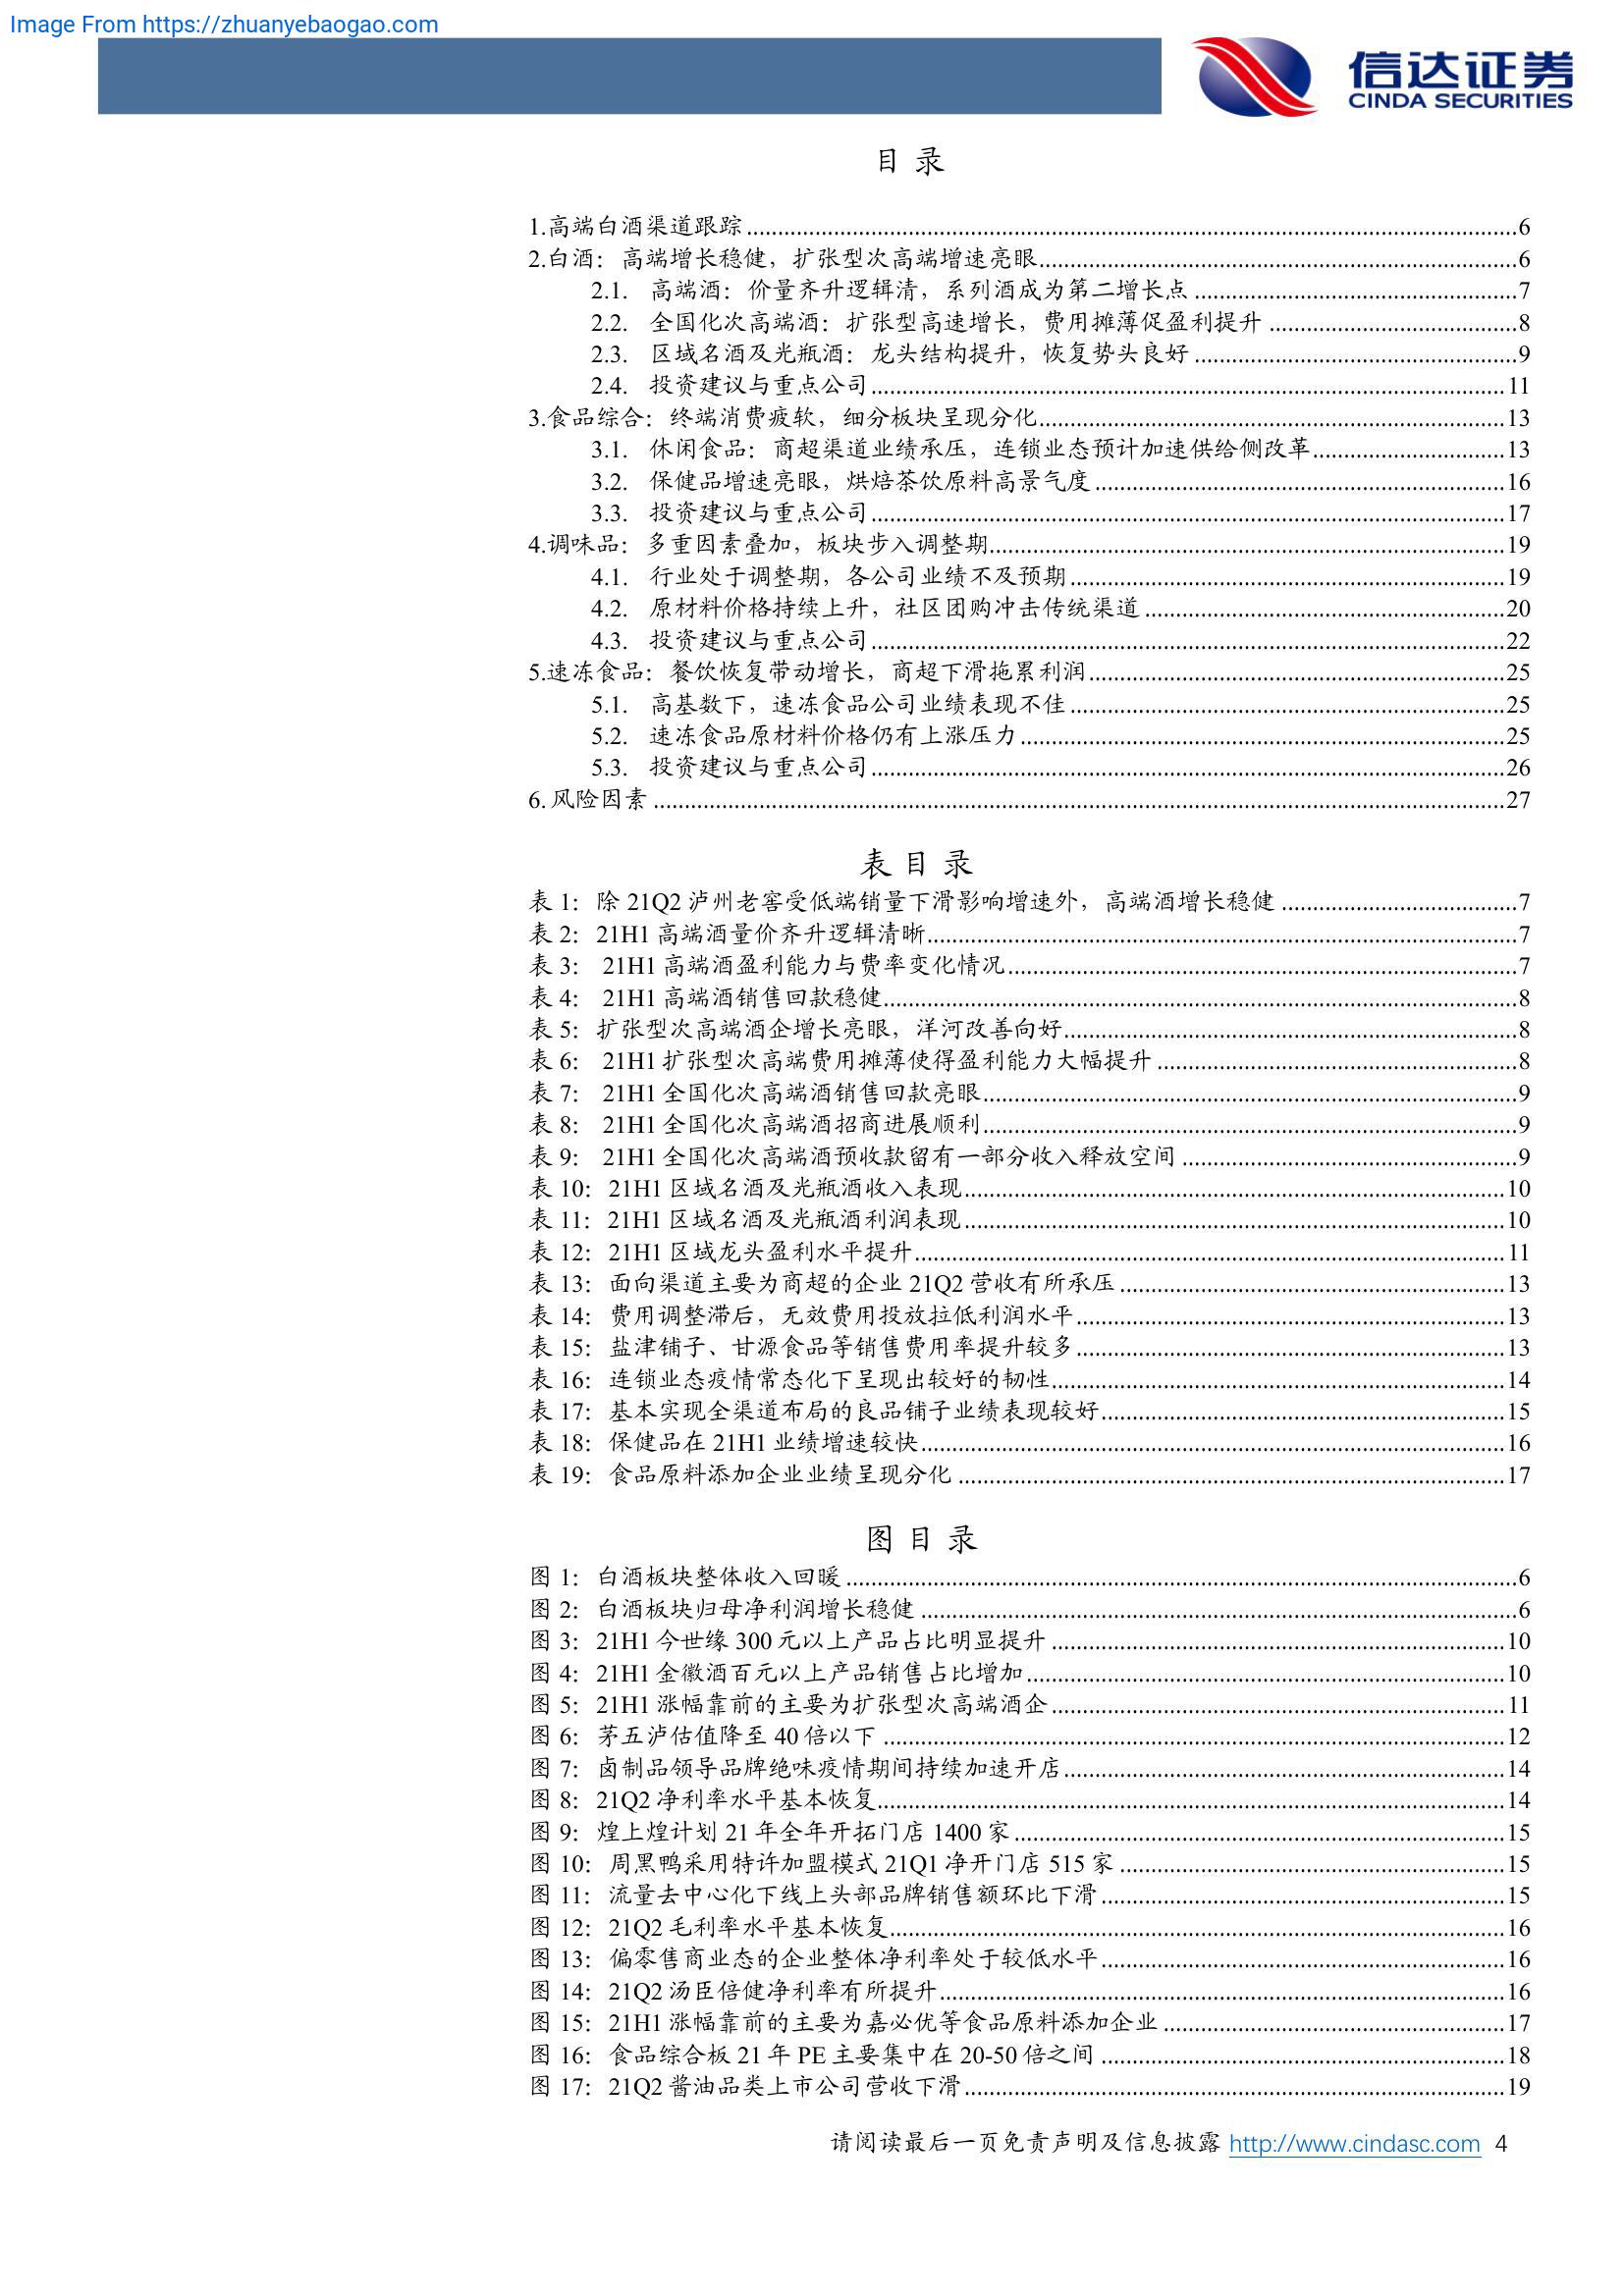 Image From https://zhuanyebaogao.com
信达证券
CINDA SECURITIES
目 录
1.高端白酒渠道跟踪 ........ 6
2.白酒：高端增长稳健，扩张型次高端增速亮眼 ........ 6
2.1. 高端酒：价量齐升逻辑清，系列酒成为第二增长点 ........ 7
2.2. 全国化次高端酒：扩张型高速增长，费用摊薄促盈利提升 ........ 8
2.3. 区域名酒及光瓶酒：龙头结构提升，恢复势头良好 ........ 9
2.4. 投资建议与重点公司 ........ 11
3.食品综合：终端消费疲软，细分板块呈现分化 ........ 13
3.1. 休闲食品：商超渠道业绩承压，连锁业态预计加速供给侧改革 ........ 13
3.2. 保健品增速亮眼，烘焙茶饮原料高景气度 ........ 16
3.3. 投资建议与重点公司 ........ 17
4.调味品：多重因素叠加，板块步入调整期 ........ 19
4.1. 行业处于调整期，各公司业绩不及预期 ........ 19
4.2. 原材料价格持续上升，社区团购冲击传统渠道 ........ 20
4.3. 投资建议与重点公司 ........ 22
5.速冻食品：餐饮恢复带动增长，商超下滑拖累利润 ........ 25
5.1. 高基数下，速冻食品公司业绩表现不佳 ........ 25
5.2. 速冻食品原材料价格仍有上涨压力 ........ 25
5.3. 投资建议与重点公司 ........ 26
6. 风险因素 ........ 27
表 目 录
表 1：除 21Q2 泸州老窖受低端销量下滑影响增速外，高端酒增长稳健 ........ 7
表 2：21H1 高端酒量价齐升逻辑清晰 ........ 7
表 3： 21H1 高端酒盈利能力与费率变化情况 ........ 7
表 4： 21H1 高端酒销售回款稳健 ........ 8
表 5：扩张型次高端酒企增长亮眼，洋河改善向好 ........ 8
表 6： 21H1 扩张型次高端费用摊薄使得盈利能力大幅提升 ........ 8
表 7： 21H1 全国化次高端酒销售回款亮眼 ........ 9
表 8： 21H1 全国化次高端酒招商进展顺利 ........ 9
表 9： 21H1 全国化次高端酒预收款留有一部分收入释放空间 ........ 9
表 10：21H1 区域名酒及光瓶酒收入表现 ........ 10
表 11：21H1 区域名酒及光瓶酒利润表现 ........ 10
表 12：21H1 区域龙头盈利水平提升 ........ 11
表 13：面向渠道主要为商超的企业 21Q2 营收有所承压 ........ 13
表 14：费用调整滞后，无效费用投放拉低利润水平 ........ 13
表 15：盐津铺子、甘源食品等销售费用率提升较多 ........ 13
表 16：连锁业态疫情常态化下呈现出较好的韧性 ........ 14
表 17：基本实现全渠道布局的良品铺子业绩表现较好 ........ 15
表 18：保健品在 21H1 业绩增速较快 ........ 16
表 19：食品原料添加企业业绩呈现分化 ........ 17
图 目 录
图 1：白酒板块整体收入回暖 ........ 6
图 2：白酒板块归母净利润增长稳健 ........ 6
图 3：21H1 今世缘 300 元以上产品占比明显提升 ........ 10
图 4：21H1 金徽酒百元以上产品销售占比增加 ........ 10
图 5：21H1 涨幅靠前的主要为扩张型次高端酒企 ........ 11
图 6：茅五泸估值降至 40 倍以下 ........ 12
图 7：卤制品领导品牌绝味疫情期间持续加速开店 ........ 14
图 8：21Q2 净利率水平基本恢复 ........ 14
图 9：煌上煌计划 21 年全年开拓门店 1400 家 ........ 15
图 10：周黑鸭采用特许加盟模式 21Q1 净开门店 515 家 ........ 15
图 11：流量去中心化下线上头部品牌销售额环比下滑 ........ 15
图 12：21Q2 毛利率水平基本恢复 ........ 16
图 13：偏零售商业态的企业整体净利率处于较低水平 ........ 16
图 14：21Q2 汤臣倍健净利率有所提升 ........ 16
图 15：21H1 涨幅靠前的主要为嘉必优等食品原料添加企业 ........ 17
图 16：食品综合板 21 年 PE 主要集中在 20-50 倍之间 ........ 18
图 17：21Q2 酱油品类上市公司营收下滑 ........ 19
请阅读最后一页免责声明及信息披露 http://www.cindasc.com 4